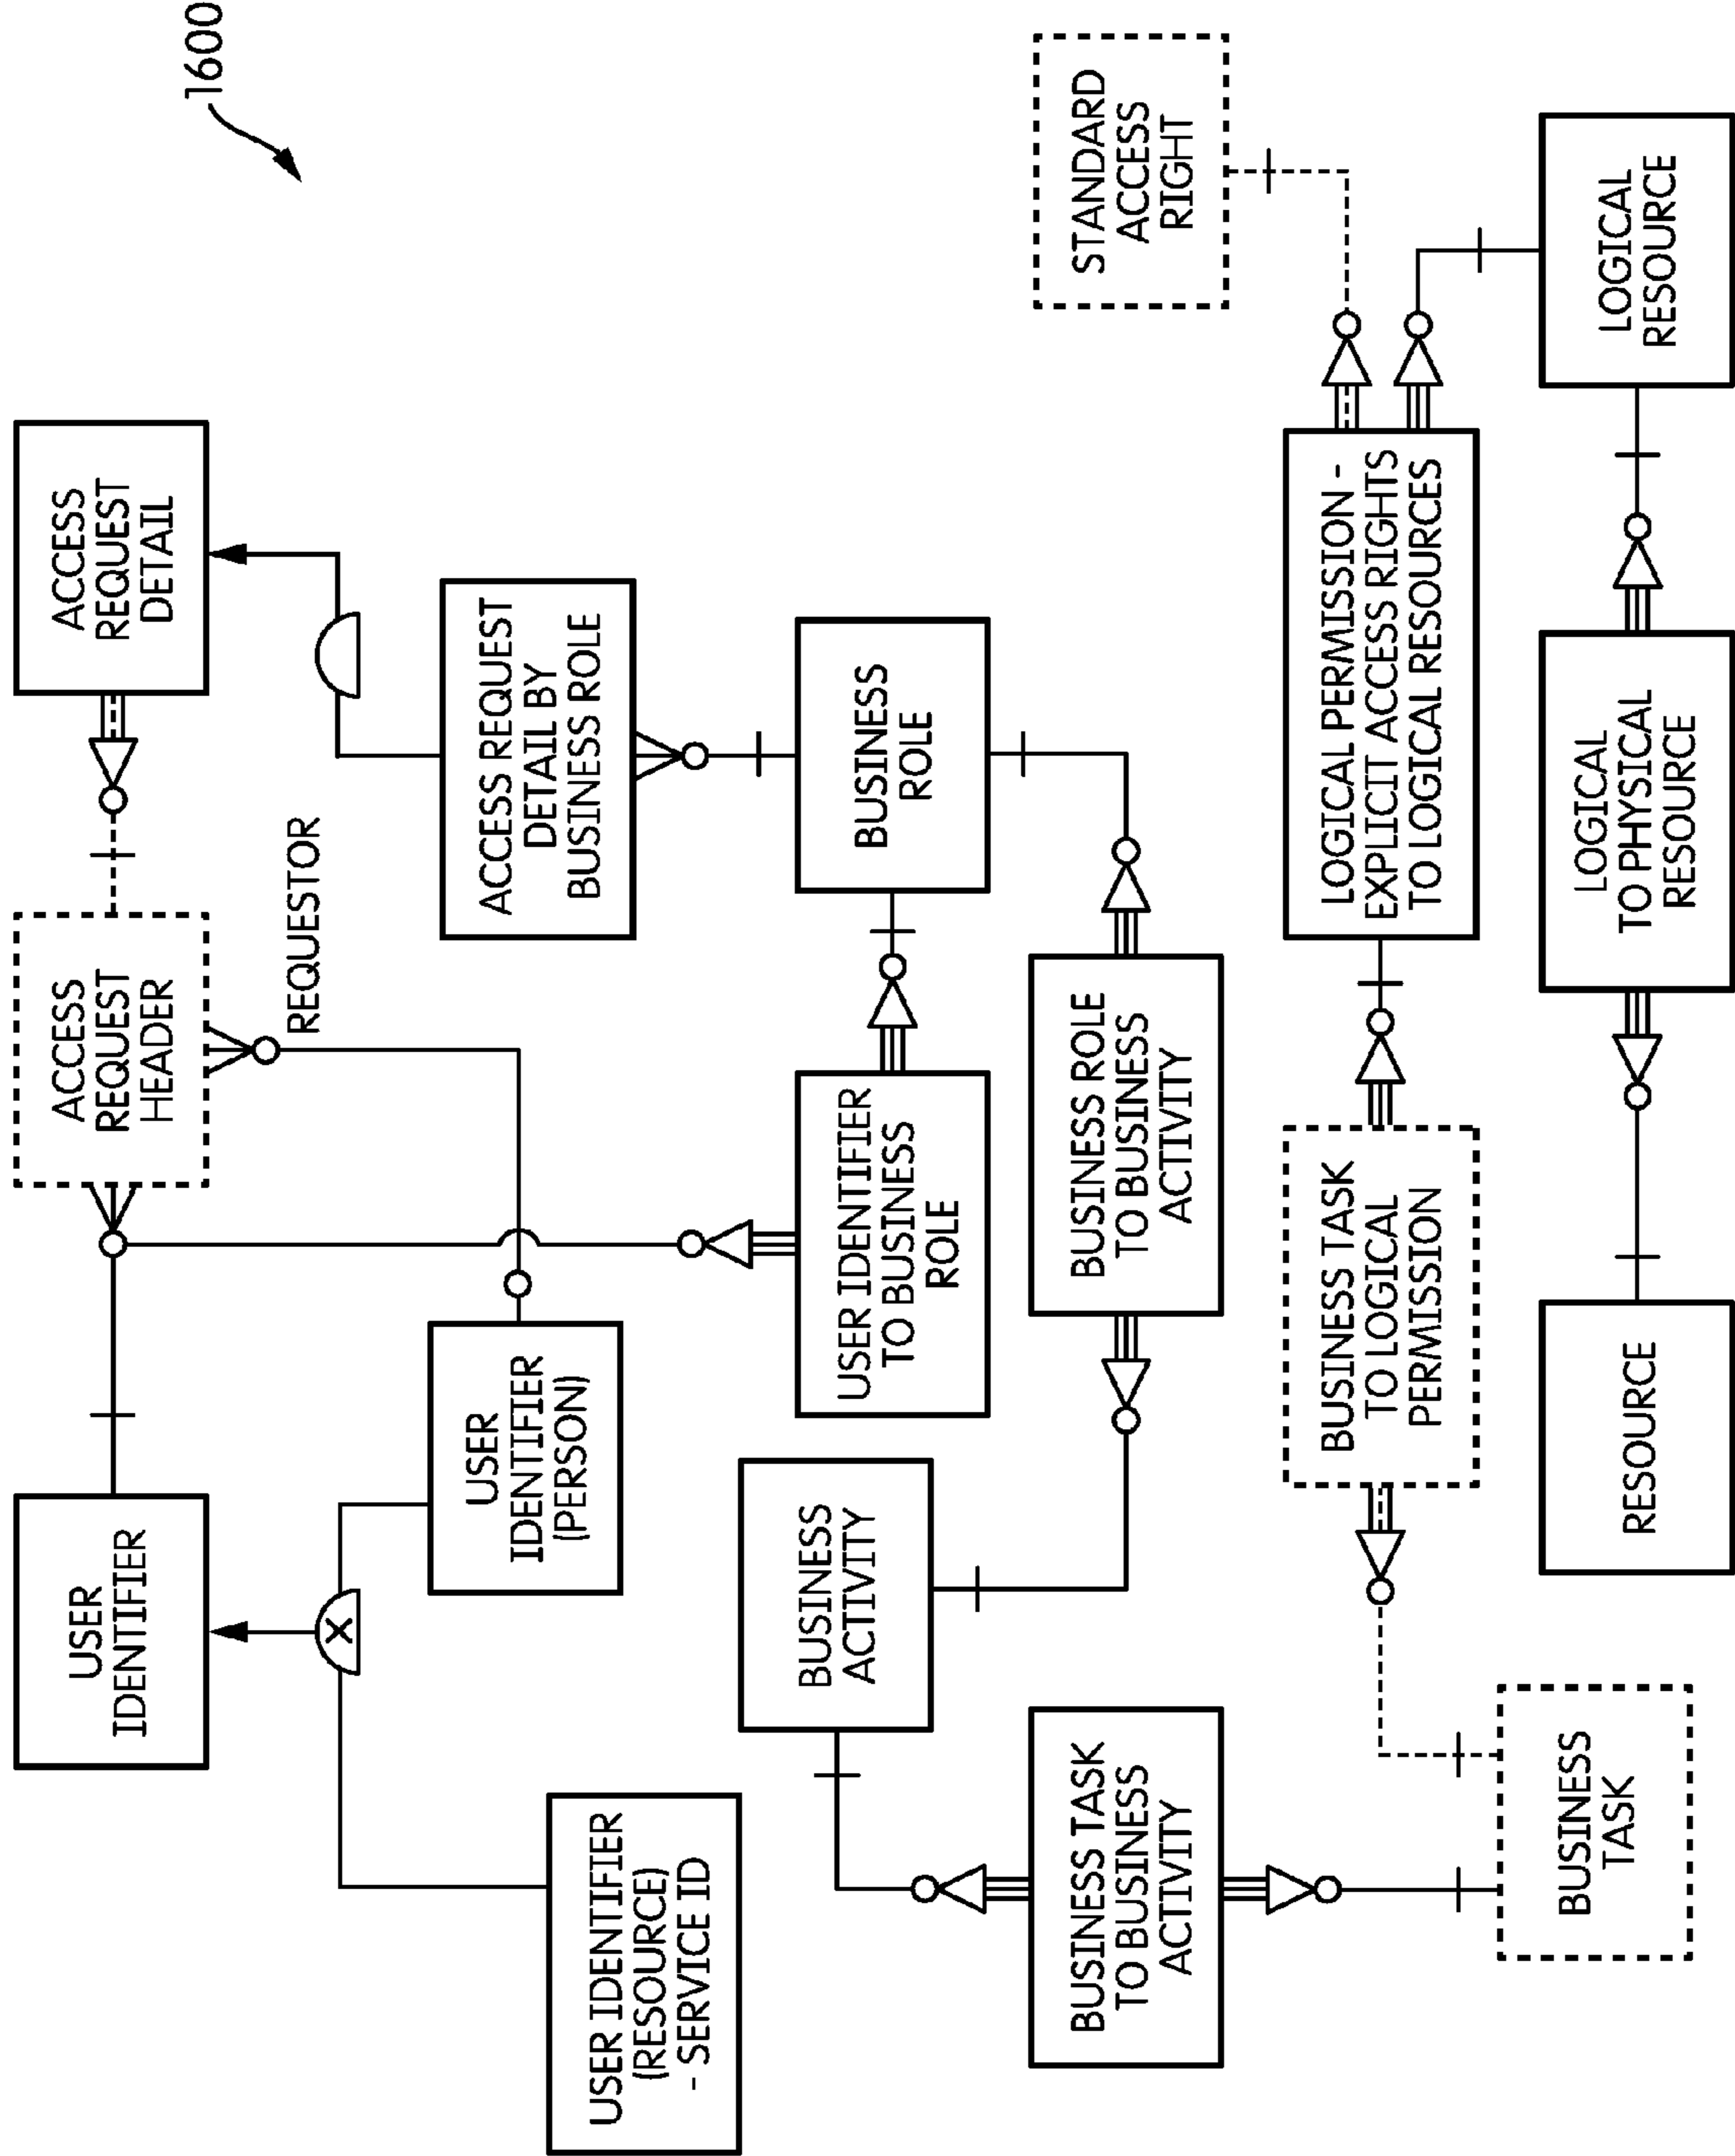 1600
USER
IDENTIFIER
ACCESS
REQUEST
HEADER
ACCESS
REQUEST
DETAIL
REQUESTOR
USER IDENTIFIER
(RESOURCE)
- SERVICE ID
USER
IDENTIFIER
(PERSON)
ACCESS REQUEST
DETAIL BY
BUSINESS ROLE
BUSINESS
ACTIVITY
USER IDENTIFIER
TO BUSINESS
ROLE
BUSINESS
ROLE
BUSINESS TASK
TO BUSINESS
ACTIVITY
BUSINESS ROLE
TO BUSINESS
ACTIVITY
STANDARD
ACCESS
RIGHT
BUSINESS TASK
TO LOGICAL
PERMISSION
LOGICAL PERMISSION -
EXPLICIT ACCESS RIGHTS
TO LOGICAL RESOURCES
BUSINESS
TASK
RESOURCE
LOGICAL
TO PHYSICAL
RESOURCE
LOGICAL
RESOURCE
X